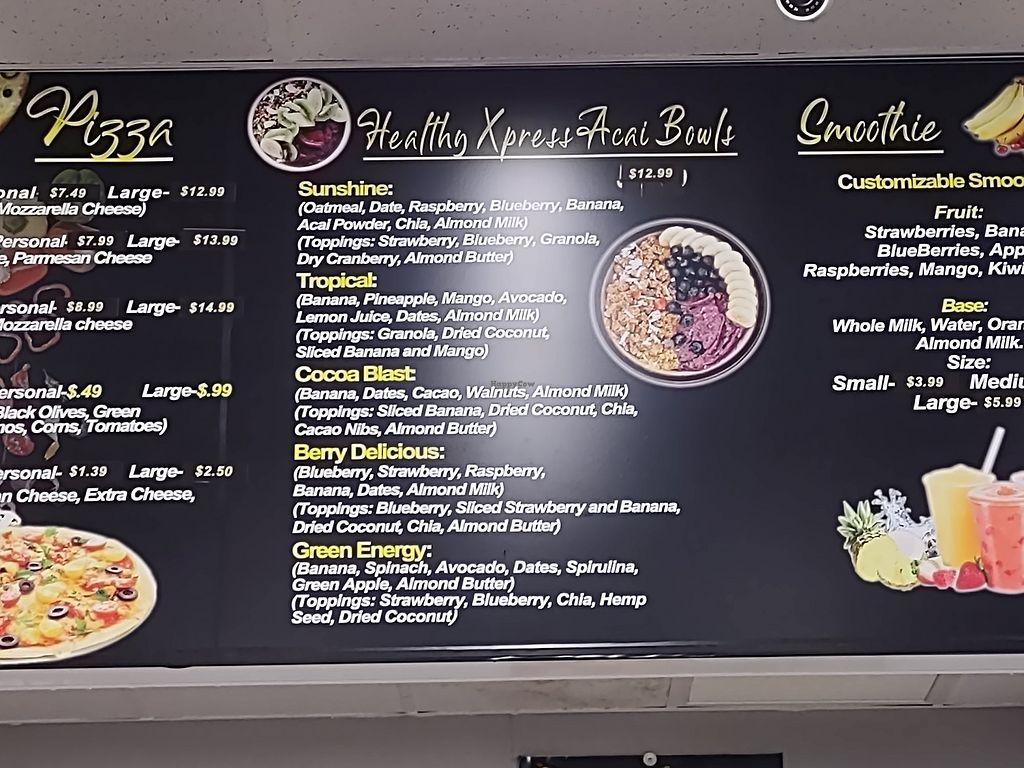 Pizza
onal- $7.49 Large- $12.99
Mozzarella Cheese)
Personal- $7.99 Large- $13.99
e, Parmesan Cheese
rsonal- $8.99 Large- $14.99
Mozzarella cheese
ersonal-$.49 Large-$.99
Black Olives, Green
nos, Corns, Tomatoes)
ersonal- $1.39 Large- $2.50
an Cheese, Extra Cheese,
Healthy Xpress Acai Bowls
$12.99
Sunshine:
(Oatmeal, Date, Raspberry, Blueberry, Banana,
Acai Powder, Chia, Almond Milk)
(Toppings: Strawberry, Blueberry, Granola,
Dry Cranberry, Almond Butter)
Tropical:
(Banana, Pineapple, Mango, Avocado,
Lemon Juice, Dates, Almond Milk)
(Toppings: Granola, Dried Coconut,
Sliced Banana and Mango)
Cocoa Blast:
(Banana, Dates, Cacao, Walnuts, Almond Milk)
(Toppings: Sliced Banana, Dried Coconut, Chia,
Cacao Nibs, Almond Butter)
Berry Delicious:
(Blueberry, Strawberry, Raspberry,
Banana, Dates, Almond Milk)
(Toppings: Blueberry, Sliced Strawberry and Banana,
Dried Coconut, Chia, Almond Butter)
Green Energy:
(Banana, Spinach, Avocado, Dates, Spirulina,
Green Apple, Almond Butter)
(Toppings: Strawberry, Blueberry, Chia, Hemp
Seed, Dried Coconut)
HappyCow
Smoothie
Customizable Smoo
Fruit:
Strawberries, Bana
BlueBerries, App
Raspberries, Mango, Kiwi
Base:
Whole Milk, Water, Oran
Almond Milk.
Size:
Small- $3.99 Mediu
Large- $5.99